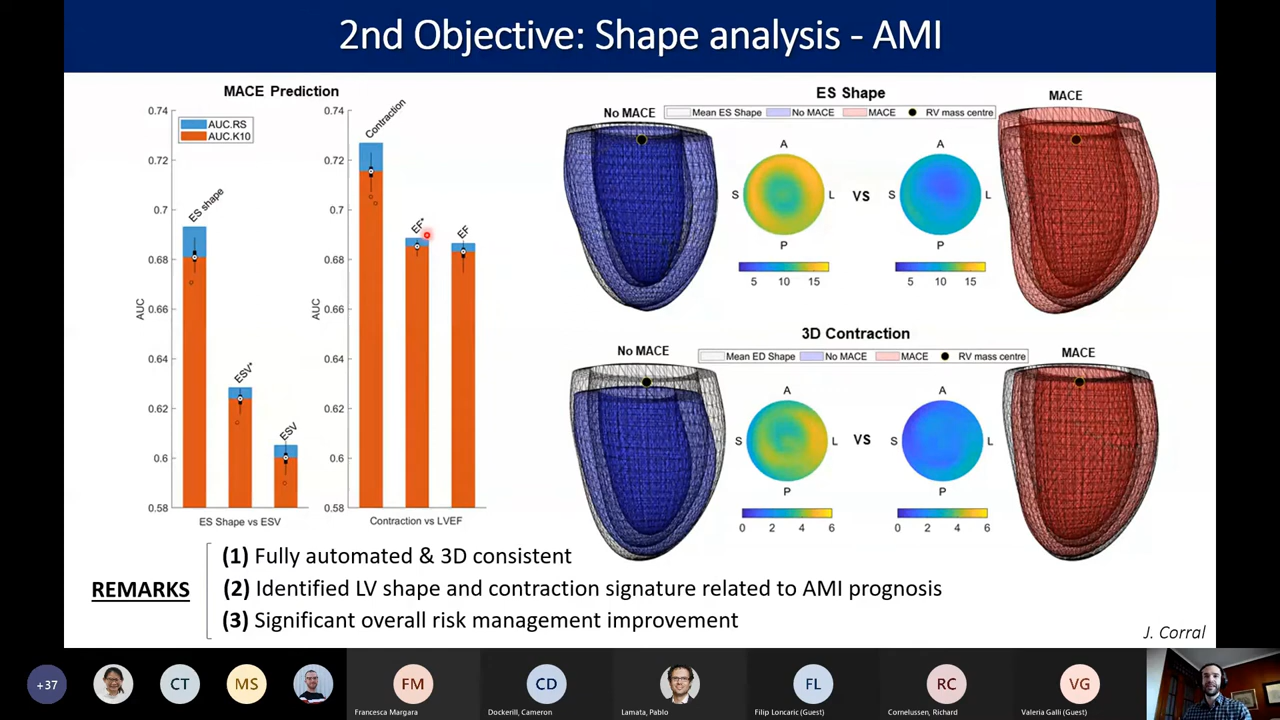 2nd Objective: Shape analysis - AMI
MACE Prediction
0.74
0.72
0.7
0.68
0.66
0.64
0.62
0.6
0.58
AUC
AUC.RS
AUC.K10
ES shape
ESV*
ESV
ES Shape vs ESV
0.74
0.72
0.7
0.68
0.66
0.64
0.62
0.6
0.58
AUC
Contraction
EF*
EF
Contraction vs LVEF
ES Shape
No MACE
Mean ES Shape No MACE MACE RV mass centre
MACE
A
S L
P
5 10 15
VS
A
S L
P
5 10 15
3D Contraction
No MACE
Mean ED Shape No MACE MACE RV mass centre
MACE
A
S L
P
0 2 4 6
VS
A
S L
P
0 2 4 6
REMARKS
(1) Fully automated & 3D consistent
(2) Identified LV shape and contraction signature related to AMI prognosis
(3) Significant overall risk management improvement
J. Corral
+37
CT
MS
FM
Francesca Margara
CD
Dockerill, Cameron
Lamata, Pablo
FL
Filip Loncaric (Guest)
RC
Cornelussen, Richard
VG
Valeria Galli (Guest)